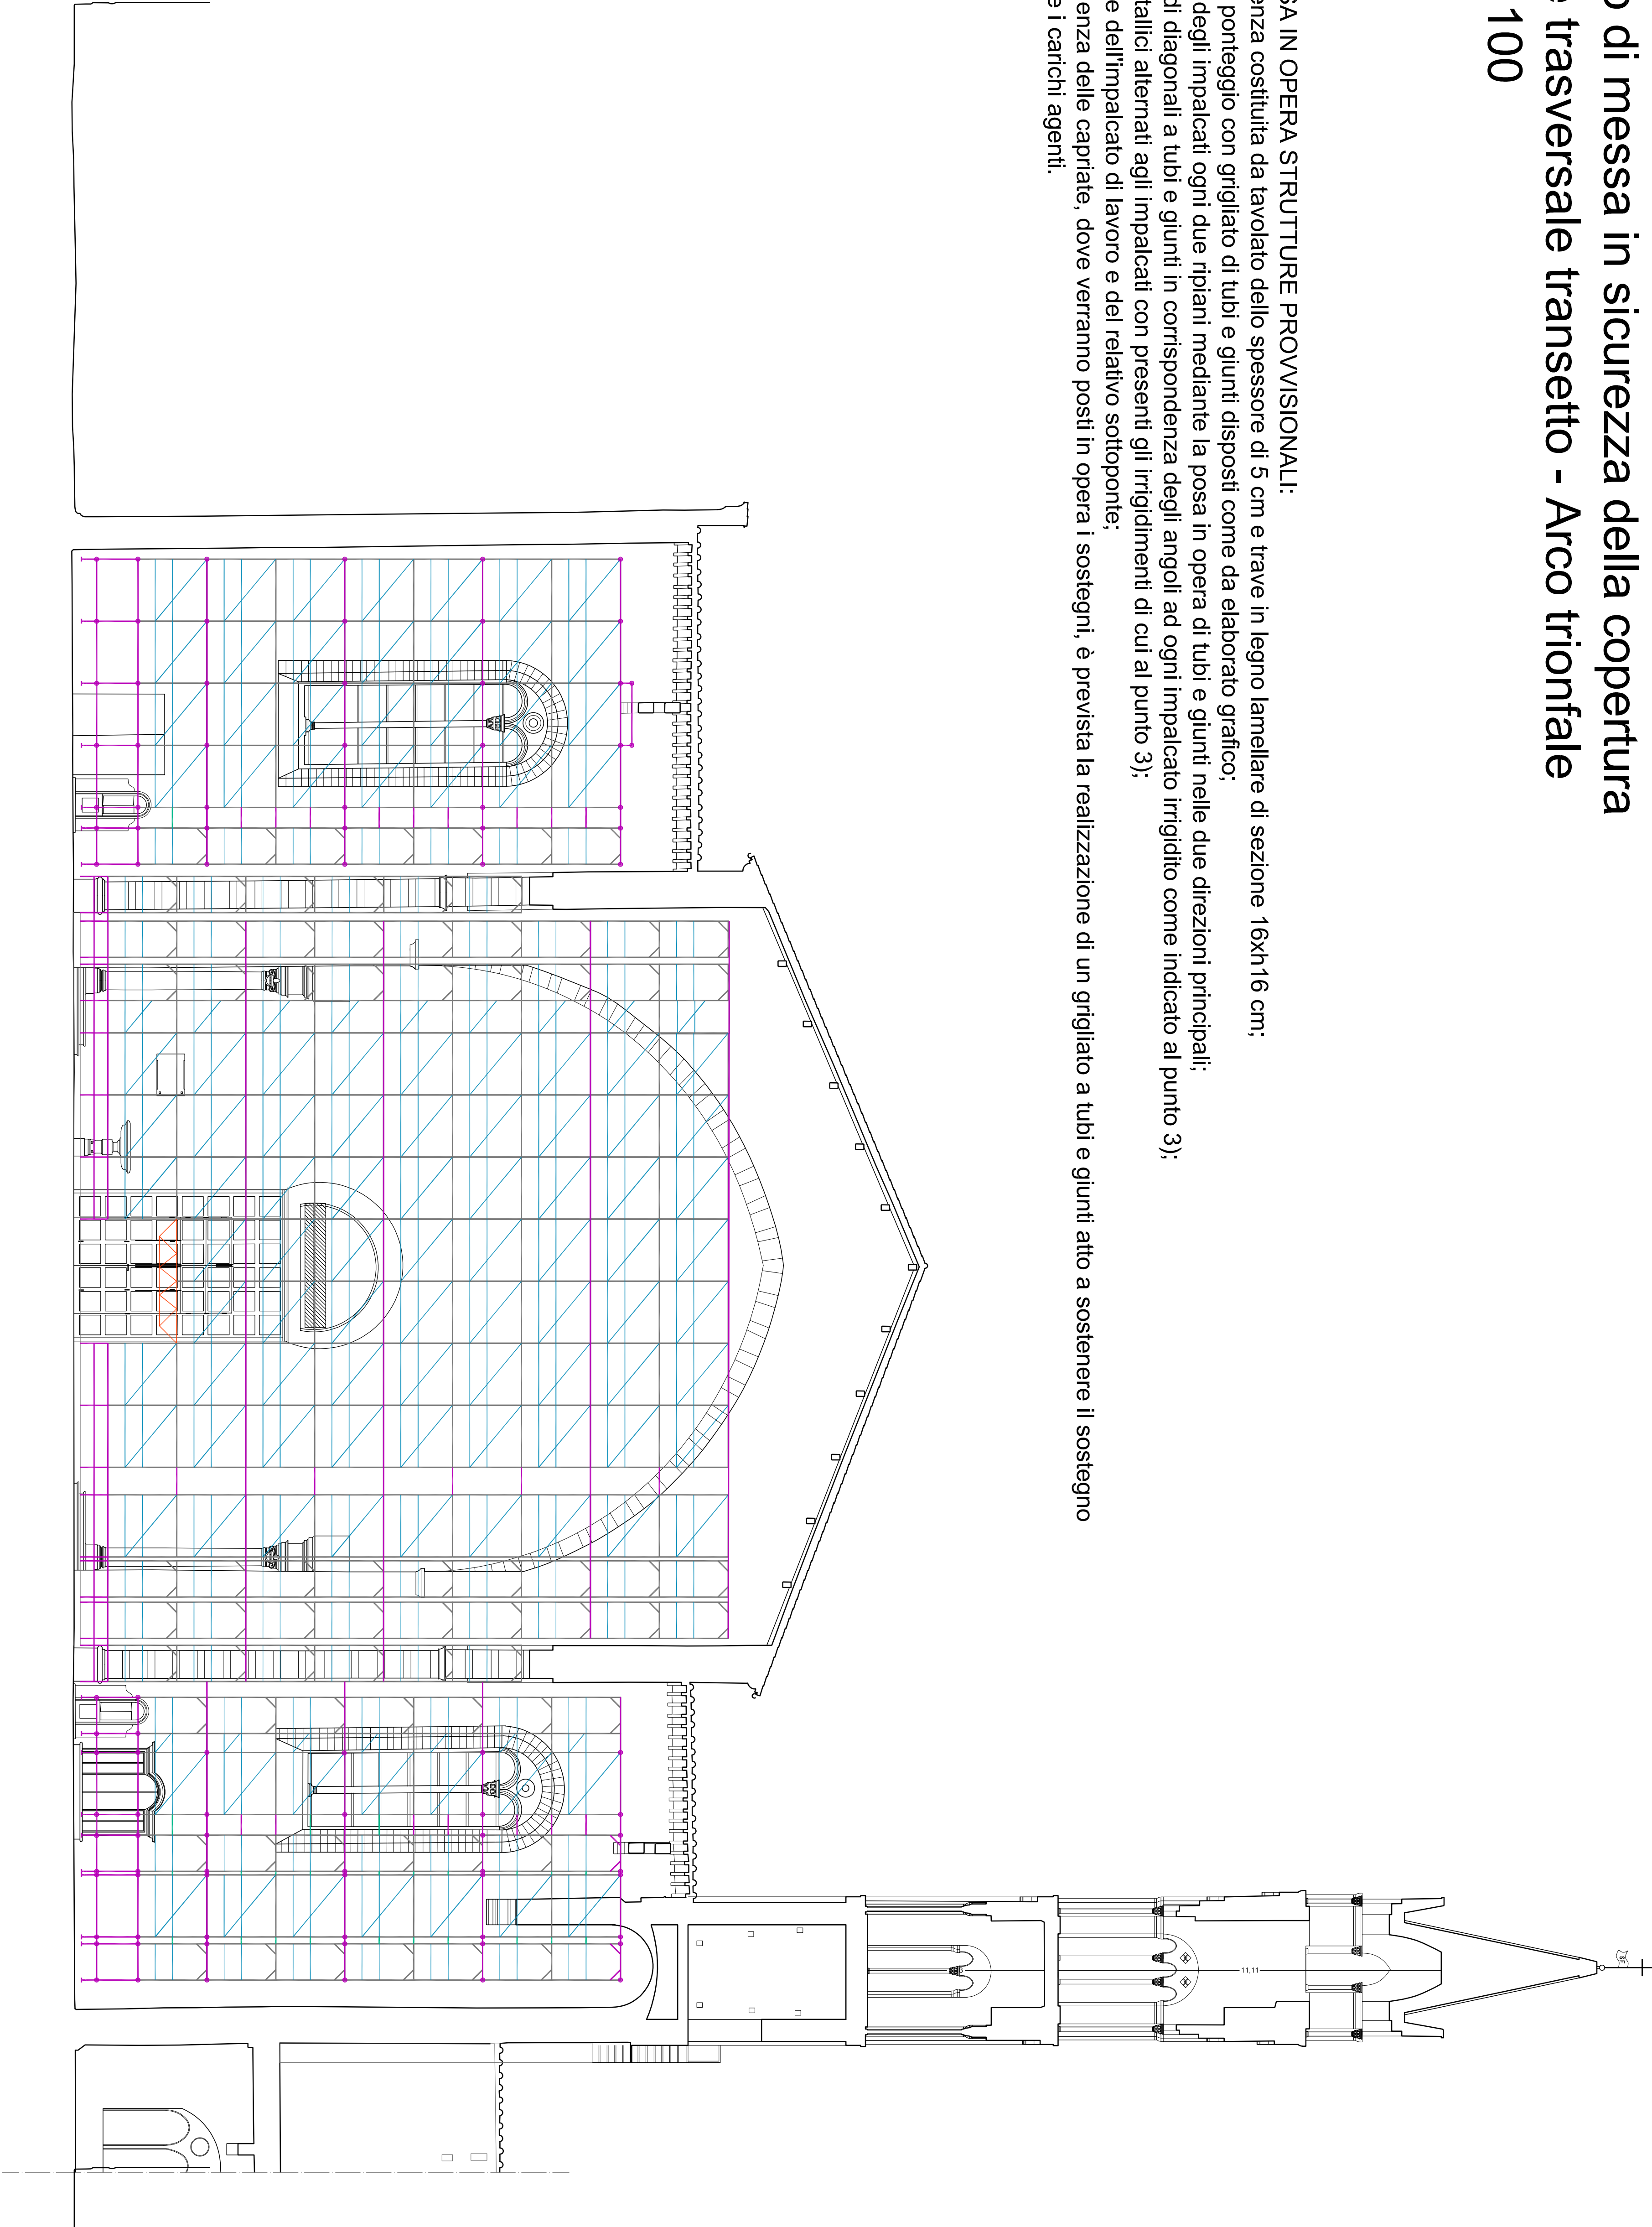 di messa in sicurezza della copertura
trasversale transetto - Arco trionfale
100
IN OPERA STRUTTURE PROVVISIONALI:
costituita da tavolato dello spessore di 5 cm e trave in legno lamellare di sezione 16xh16 cm;
ponteggio con grigliato di tubi e giunti disposti come da elaborato grafico;
degli impalcati ogni due ripiani mediante la posa in opera di tubi e giunti nelle due direzioni principali;
di diagonali a tubi e giunti in corrispondenza degli angoli ad ogni impalcato irrigidito come indicato al punto 3);
tallici alternati agli impalcati con presenti gli irrigidimenti di cui al punto 3);
e dell'impalcato di lavoro e del relativo sottoponte;
enza delle capriate, dove verranno posti in opera i sostegni, è prevista la realizzazione di un grigliato a tubi e giunti atto a sostenere il sostegno
e i carichi agenti.
11,11